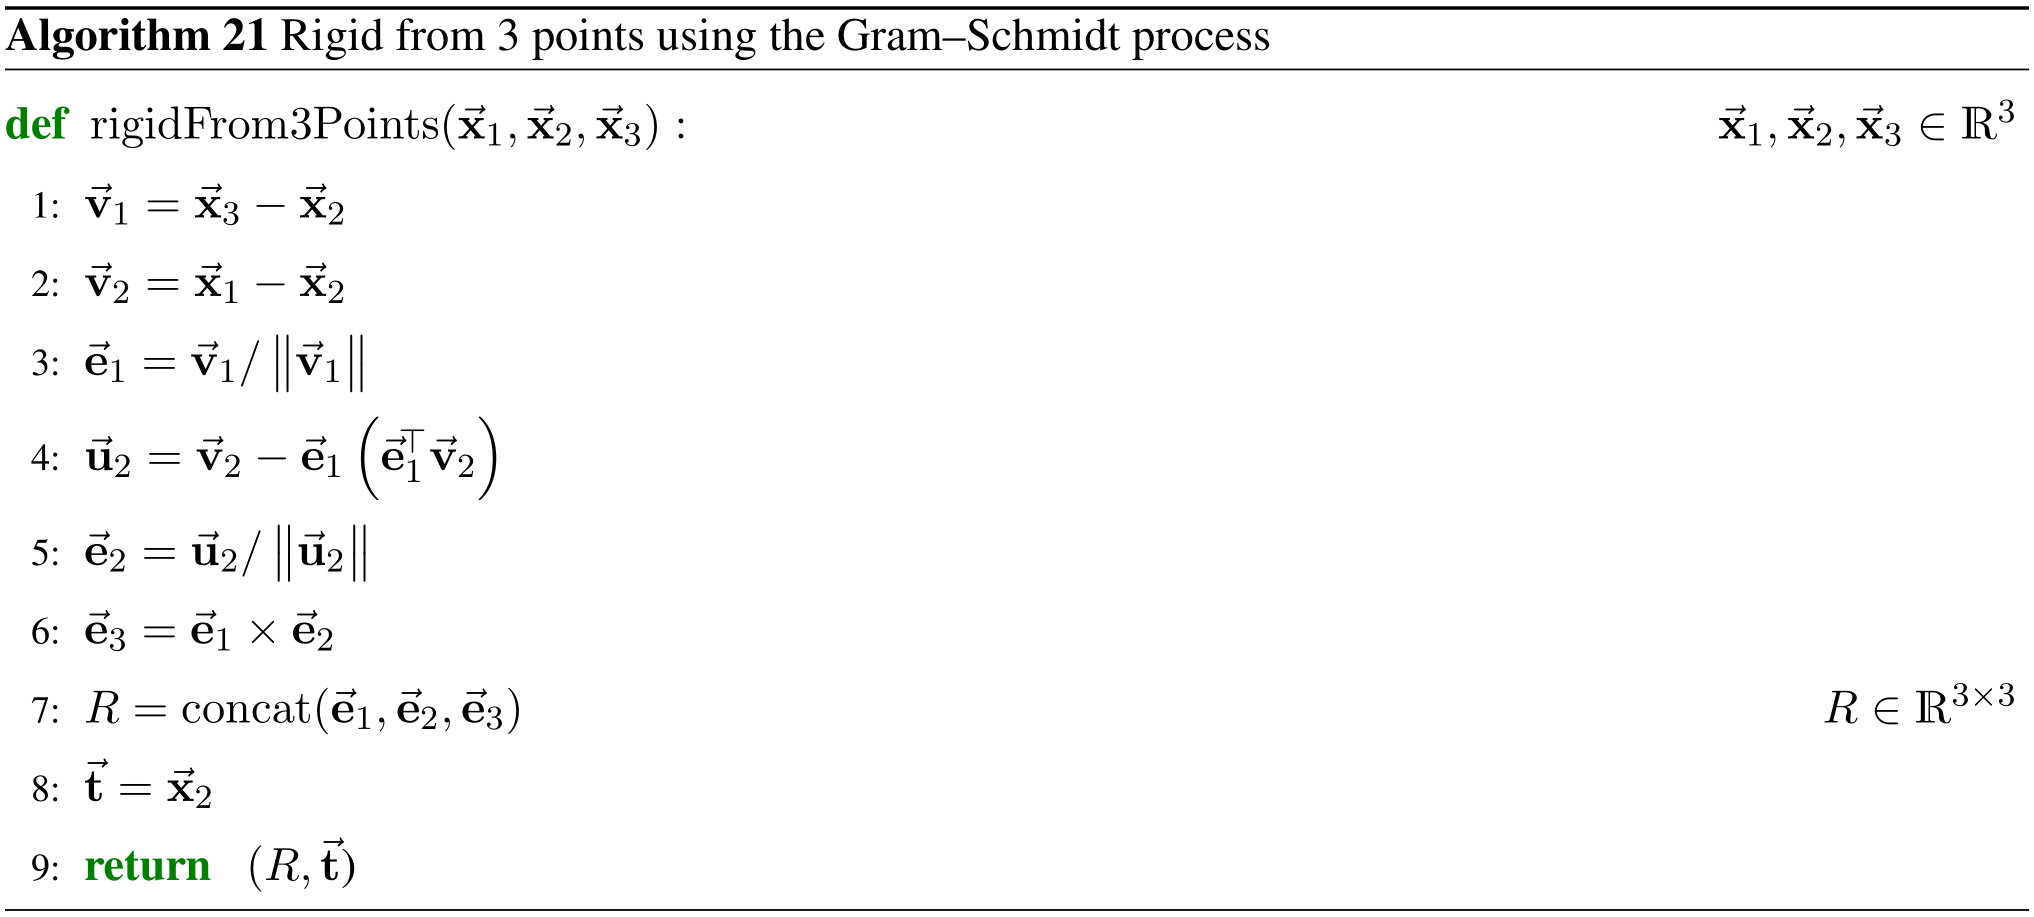 Algorithm 21 Rigid from 3 points using the Gram–Schmidt process
def rigidFrom3Points(x⃗₁, x⃗₂, x⃗₃) : x⃗₁, x⃗₂, x⃗₃ ∈ ℝ³
1: v⃗₁ = x⃗₃ − x⃗₂
2: v⃗₂ = x⃗₁ − x⃗₂
3: e⃗₁ = v⃗₁/ ‖v⃗₁‖
4: u⃗₂ = v⃗₂ − e⃗₁ (e⃗₁ᵀv⃗₂)
5: e⃗₂ = u⃗₂/ ‖u⃗₂‖
6: e⃗₃ = e⃗₁ × e⃗₂
7: R = concat(e⃗₁, e⃗₂, e⃗₃) R ∈ ℝ³ˣ³
8: t⃗ = x⃗₂
9: return (R, t⃗)